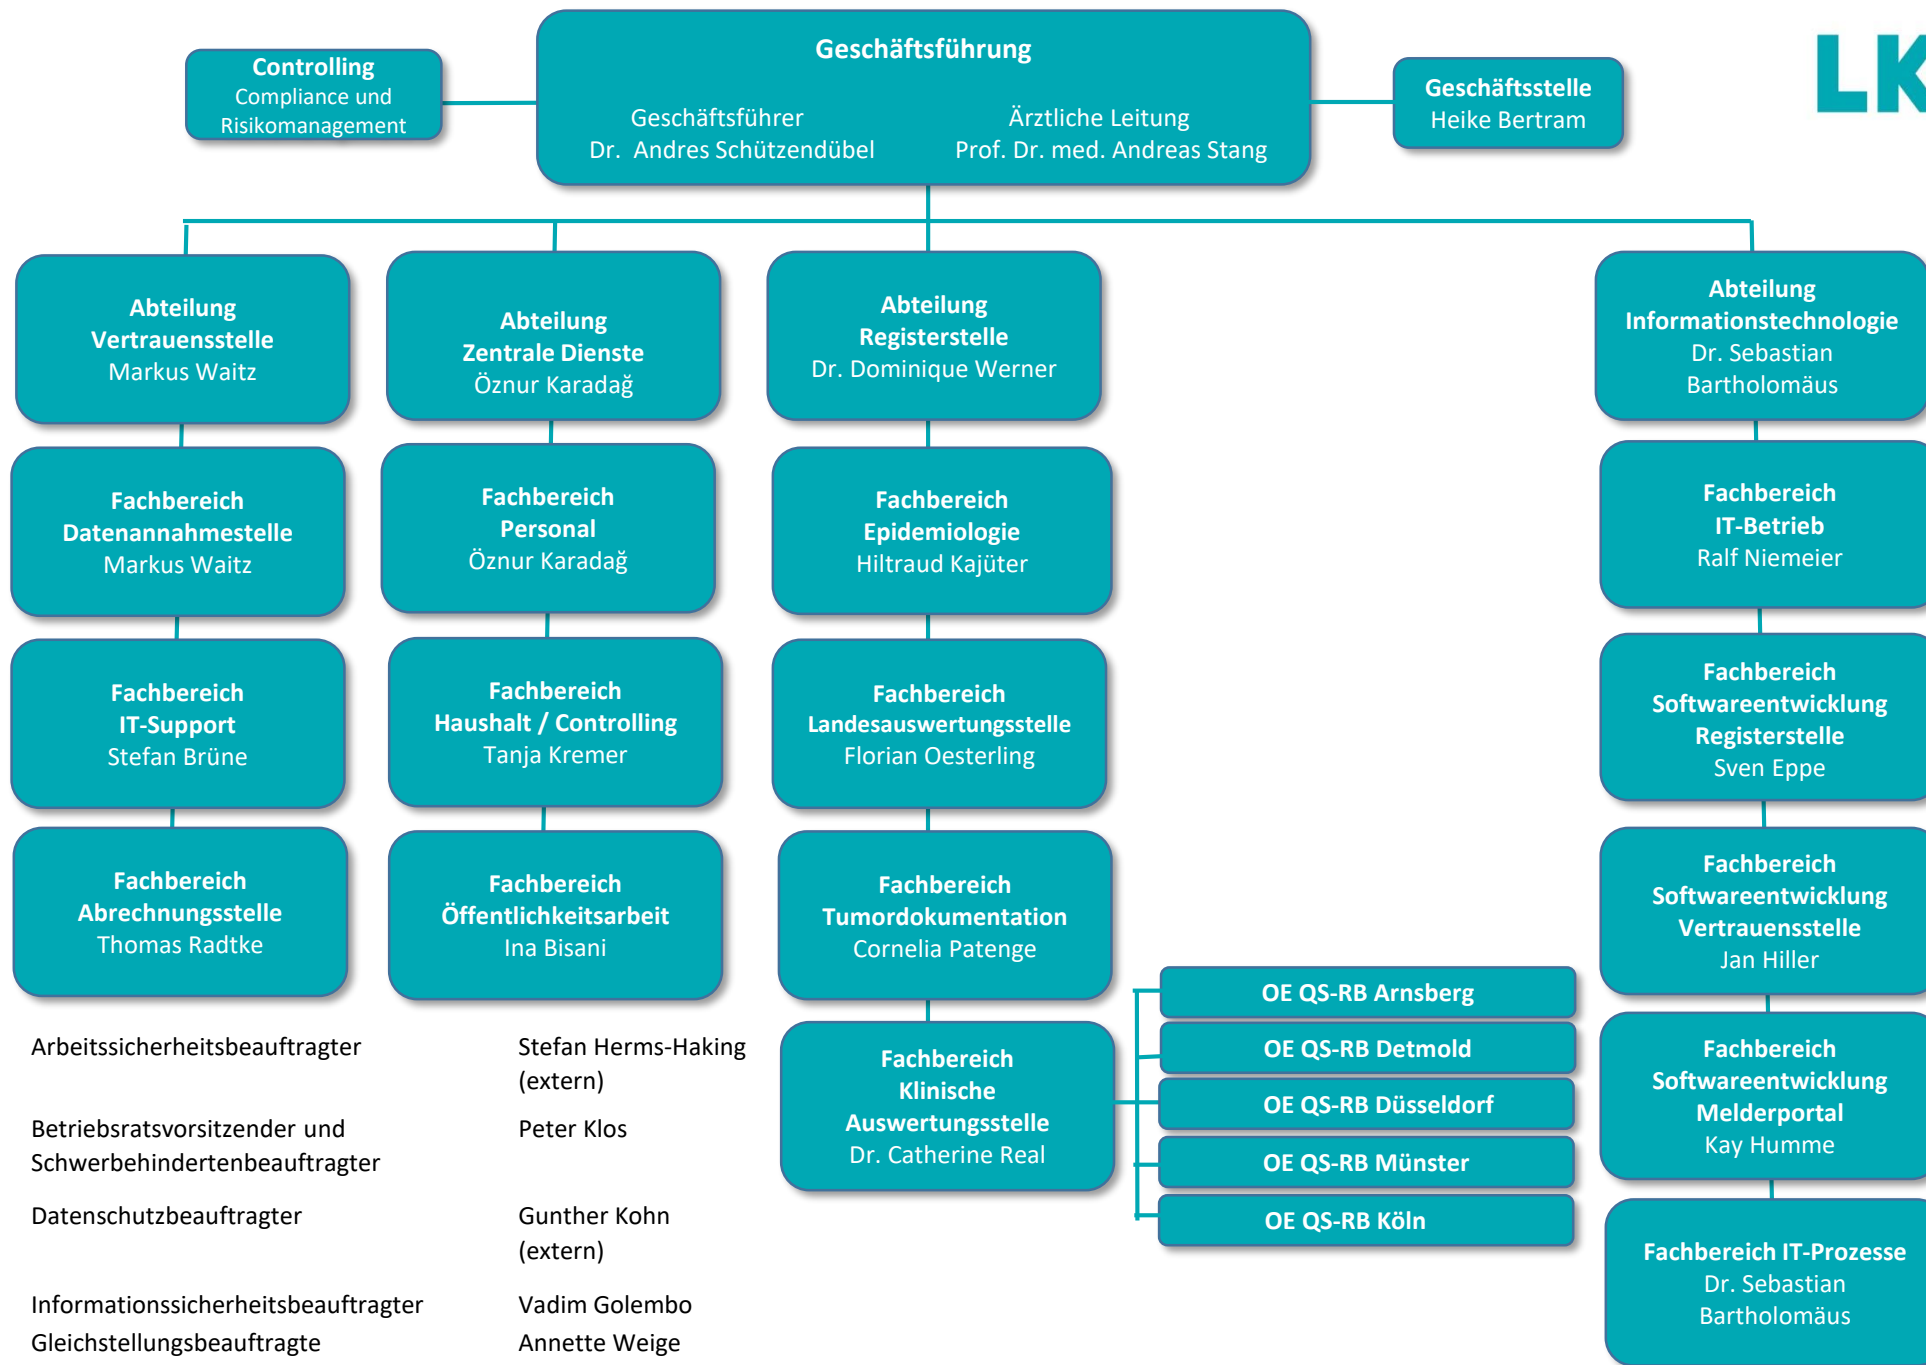 Geschäftsführung
Geschäftsführer
Dr. Andres Schützendübel
Ärztliche Leitung
Prof. Dr. med. Andreas Stang
Controlling
Compliance und
Risikomanagement
Geschäftsstelle
Heike Bertram
LK
Abteilung
Vertrauensstelle
Markus Waitz
Fachbereich
Datenannahmestelle
Markus Waitz
Fachbereich
IT-Support
Stefan Brüne
Fachbereich
Abrechnungsstelle
Thomas Radtke
Abteilung
Zentrale Dienste
Öznur Karadağ
Fachbereich
Personal
Öznur Karadağ
Fachbereich
Haushalt / Controlling
Tanja Kremer
Fachbereich
Öffentlichkeitsarbeit
Ina Bisani
Abteilung
Registerstelle
Dr. Dominique Werner
Fachbereich
Epidemiologie
Hiltraud Kajüter
Fachbereich
Landesauswertungsstelle
Florian Oesterling
Fachbereich
Tumordokumentation
Cornelia Patenge
Fachbereich
Klinische
Auswertungsstelle
Dr. Catherine Real
OE QS-RB Arnsberg
OE QS-RB Detmold
OE QS-RB Düsseldorf
OE QS-RB Münster
OE QS-RB Köln
Abteilung
Informationstechnologie
Dr. Sebastian
Bartholomäus
Fachbereich
IT-Betrieb
Ralf Niemeier
Fachbereich
Softwareentwicklung
Registerstelle
Sven Eppe
Fachbereich
Softwareentwicklung
Vertrauensstelle
Jan Hiller
Fachbereich
Softwareentwicklung
Melderportal
Kay Humme
Fachbereich IT-Prozesse
Dr. Sebastian
Bartholomäus
Arbeitssicherheitsbeauftragter Stefan Herms-Haking
(extern)
Betriebsratsvorsitzender und Peter Klos
Schwerbehindertenbeauftragter
Datenschutzbeauftragter Gunther Kohn
(extern)
Informationssicherheitsbeauftragter Vadim Golembo
Gleichstellungsbeauftragte Annette Weige